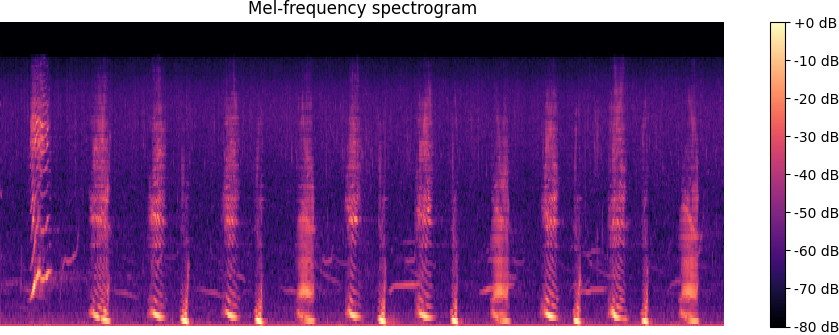 Mel-frequency spectrogram
+0 dB
-10 dB
-20 dB
-30 dB
-40 dB
-50 dB
-60 dB
-70 dB
-80 dB